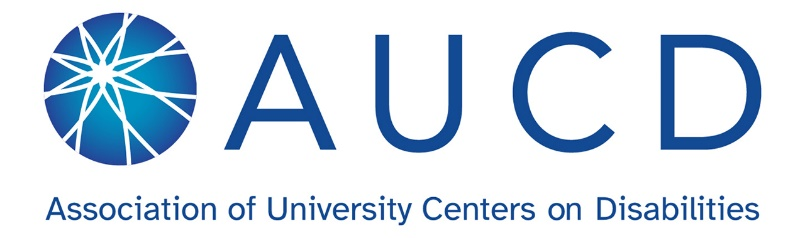 AUCD
Association of University Centers on Disabilities